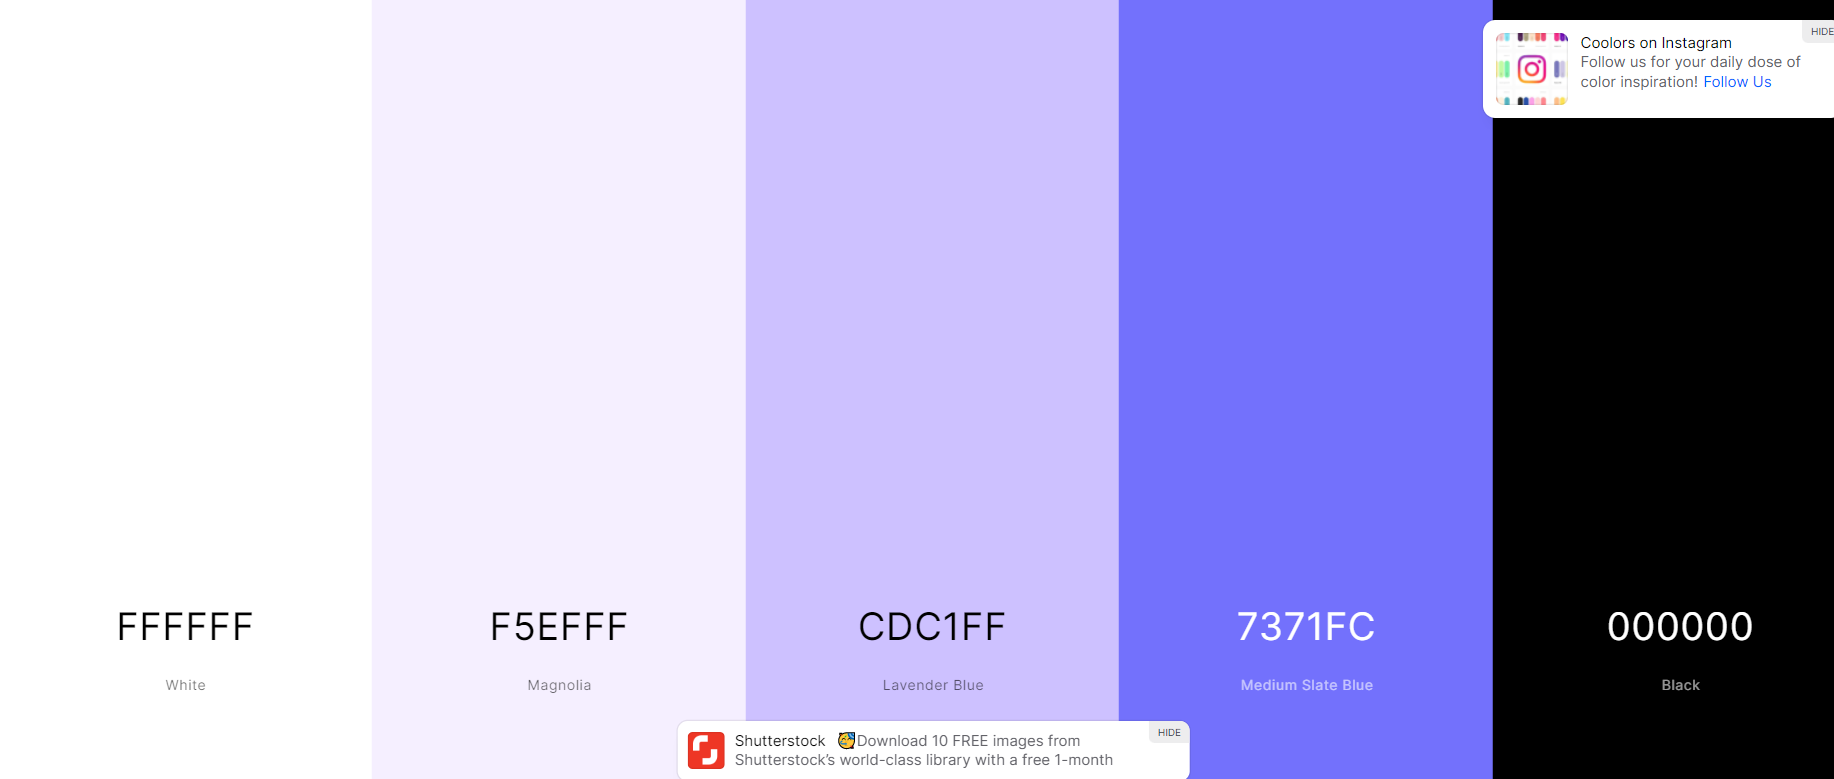 HIDE
Coolors on Instagram
Follow us for your daily dose of
color inspiration! Follow Us
FFFFFF
White
F5EFFF
Magnolia
CDC1FF
Lavender Blue
7371FC
Medium Slate Blue
000000
Black
HIDE
Shutterstock 🥳Download 10 FREE images from
Shutterstock’s world-class library with a free 1-month